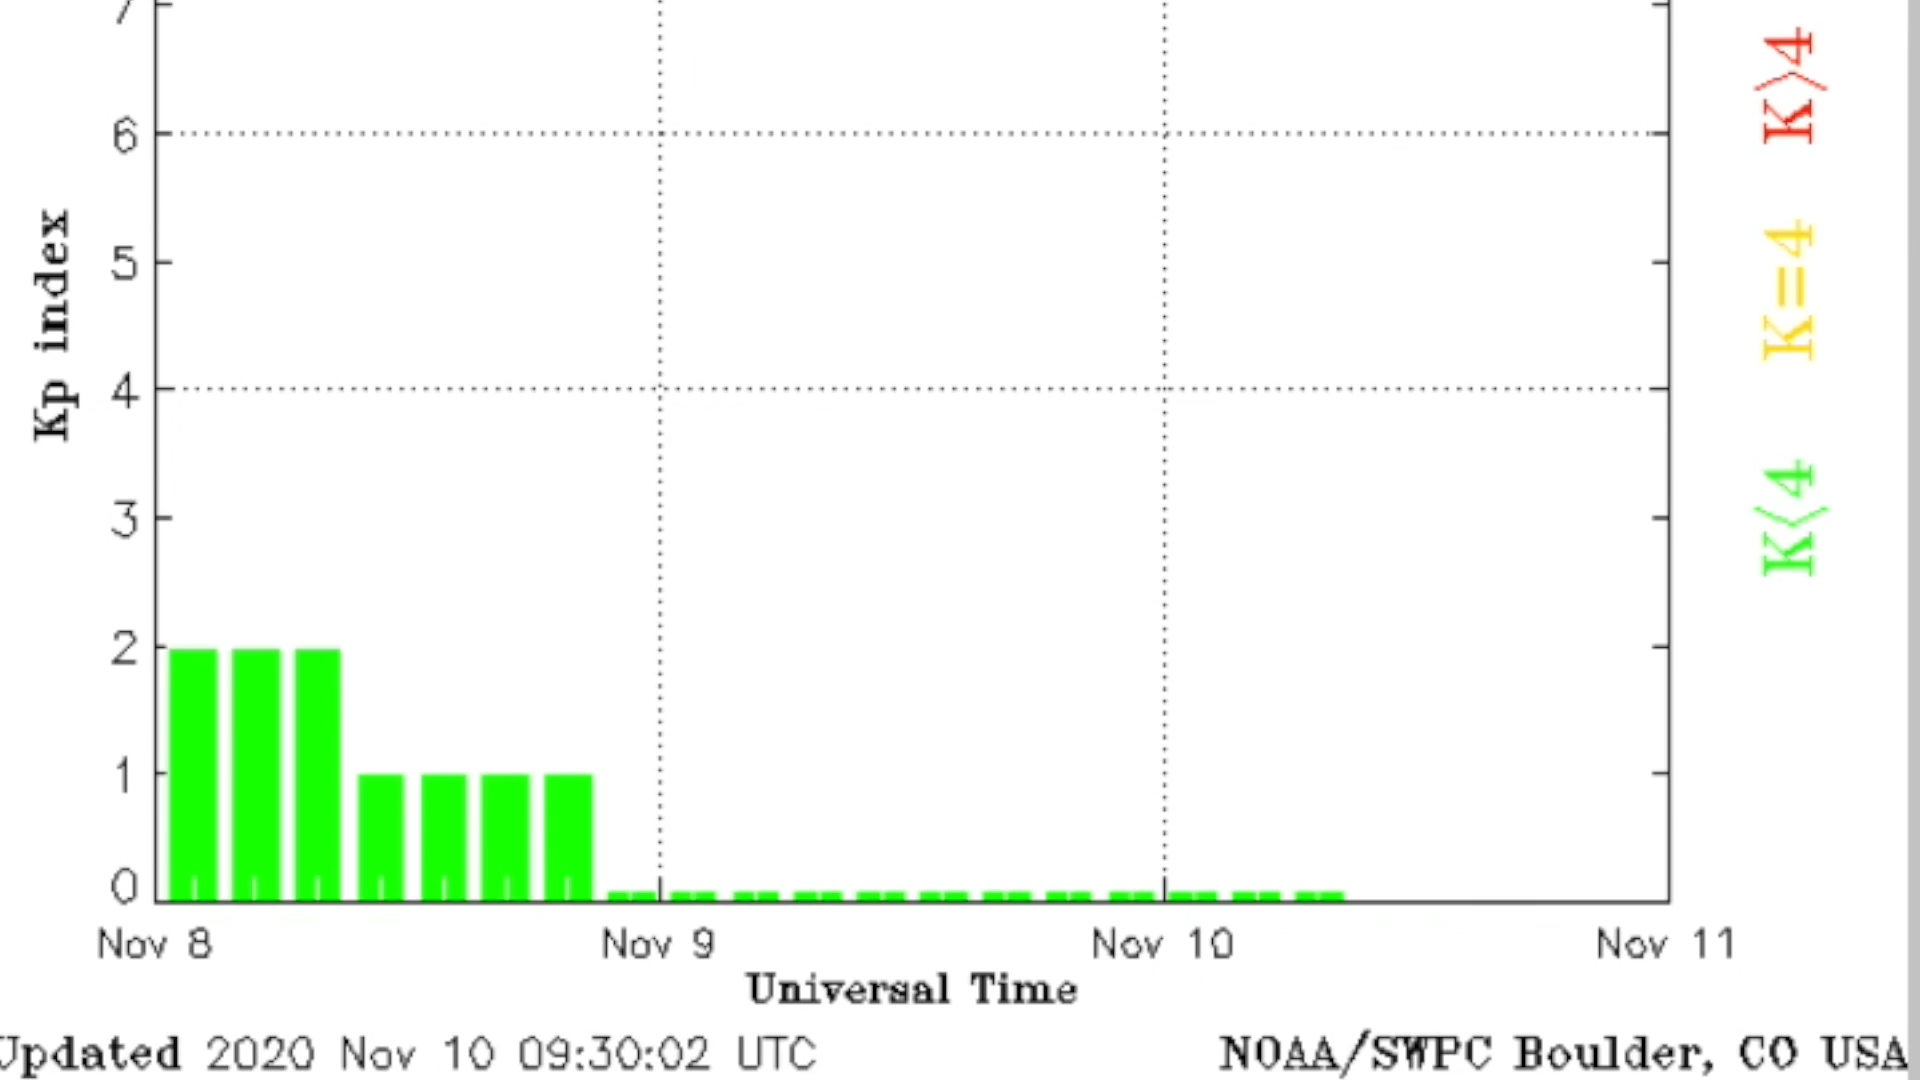 7
6
5
4
3
2
1
0
Kp index
K>4
K=4
K<4
Nov 8 Nov 9 Nov 10 Nov 11
Universal Time
Updated 2020 Nov 10 09:30:02 UTC
NOAA/SWPC Boulder, CO USA